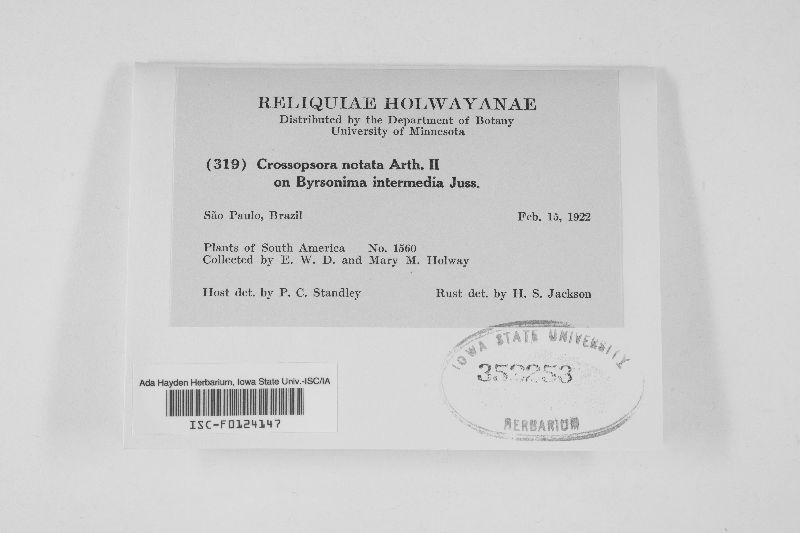 RELIQUIAE HOLWAYANAE
Distributed by the Department of Botany
University of Minnesota
(319) Crossopsora notata Arth. II
on Byrsonima intermedia Juss.
São Paulo, Brazil Feb. 15, 1922
Plants of South America No. 1560
Collected by E. W. D. and Mary M. Holway
Host det. by P. C. Standley Rust det. by H. S. Jackson
IOWA STATE UNIVERSITY
353253
HERBARIUM
Ada Hayden Herbarium, Iowa State Univ.-ISC/IA
ISC-F0124147